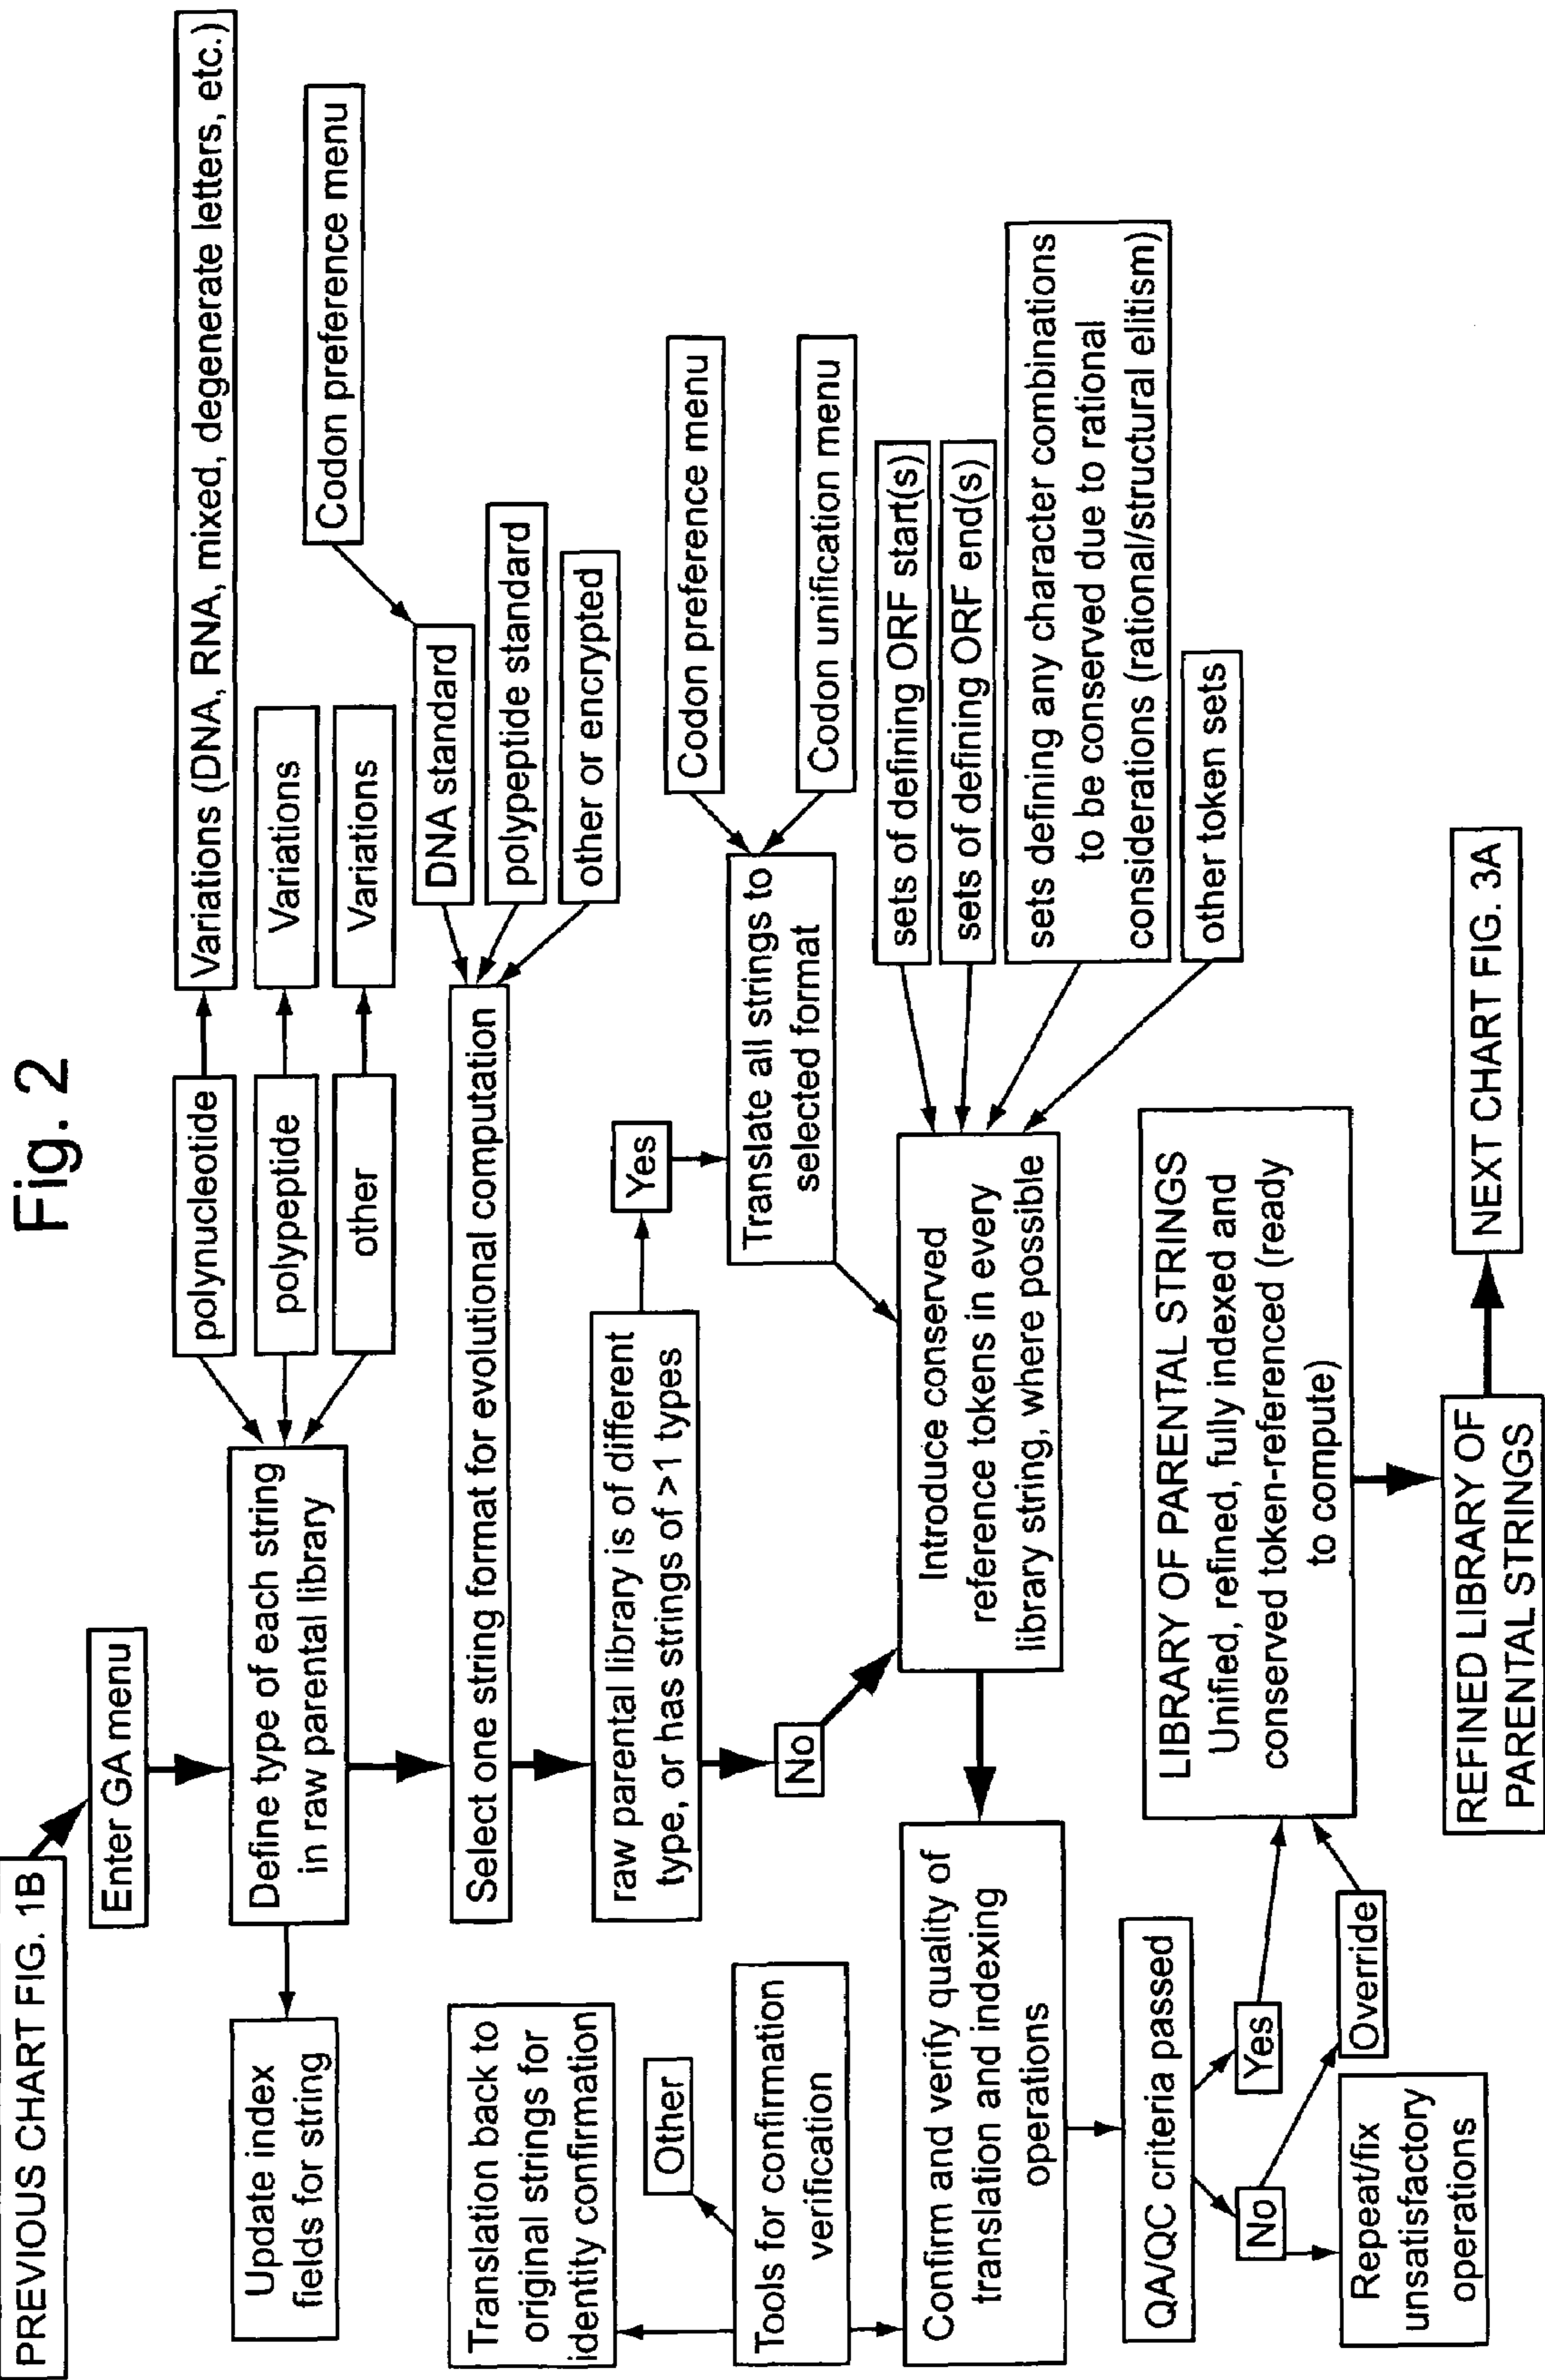 Fig. 2
PREVIOUS CHART FIG. 1B
Enter GA menu
Update index
fields for string
Define type of each string
in raw parental library
polynucleotide
polypeptide
other
Variations (DNA, RNA, mixed, degenerate letters, etc.)
Variations
Variations
Codon preference menu
Select one string format for evolutional computation
DNA standard
polypeptide standard
other or encrypted
raw parental library is of different
type, or has strings of >1 types
Yes
No
Translate all strings to
selected format
Codon preference menu
Codon unification menu
Introduce conserved
reference tokens in every
library string, where possible
sets of defining ORF start(s)
sets of defining ORF end(s)
sets defining any character combinations
to be conserved due to rational
considerations (rational/structural elitism)
other token sets
Translation back to
original strings for
identity confirmation
Other
Tools for confirmation
verification
Confirm and verify quality of
translation and indexing
operations
QA/QC criteria passed
Yes
No
Override
Repeat/fix
unsatisfactory
operations
LIBRARY OF PARENTAL STRINGS
Unified, refined, fully indexed and
conserved token-referenced (ready
to compute)
REFINED LIBRARY OF
PARENTAL STRINGS
NEXT CHART FIG. 3A